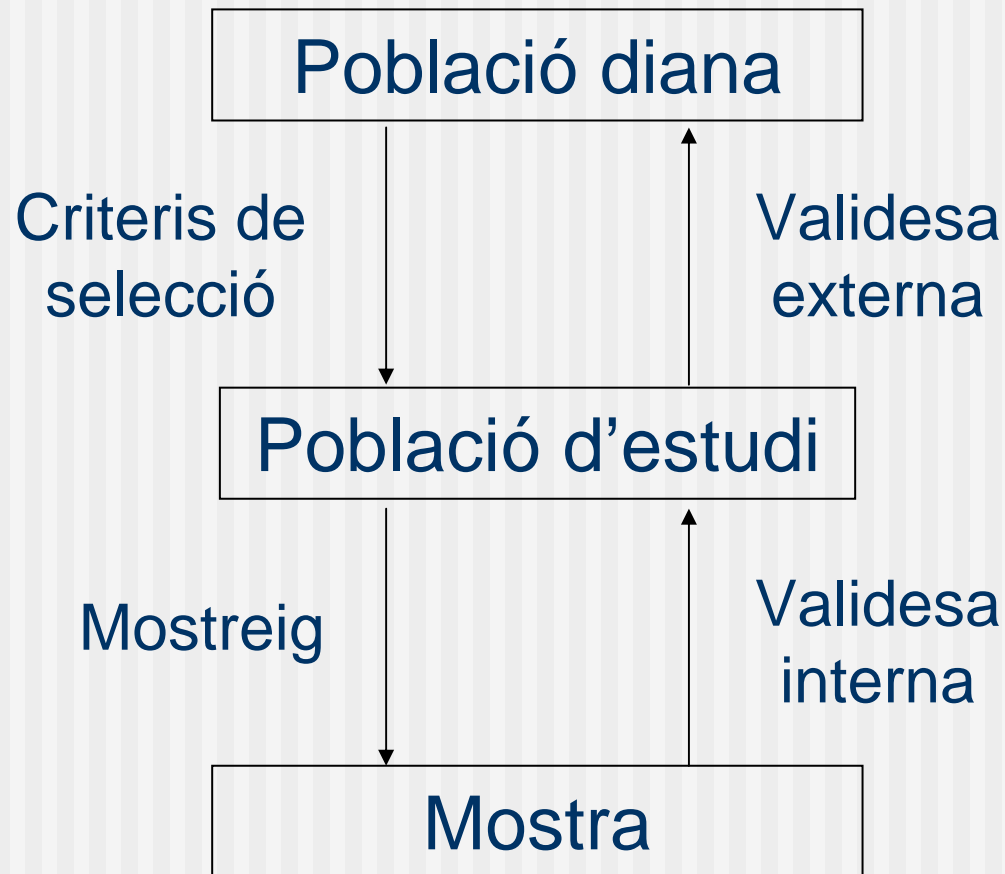 Població diana
Criteris de
selecció
Validesa
externa
Població d’estudi
Mostreig
Validesa
interna
Mostra